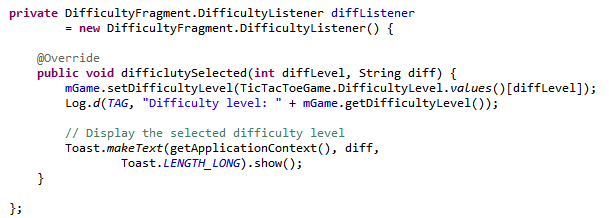 private DifficultyFragment.DifficultyListener diffListener
= new DifficultyFragment.DifficultyListener() {
@Override
public void difficlutySelected(int diffLevel, String diff) {
mGame.setDifficultyLevel(TicTacToeGame.DifficultyLevel.values()[diffLevel]);
Log.d(TAG, "Difficulty level: " + mGame.getDifficultyLevel());
// Display the selected difficulty level
Toast.makeText(getApplicationContext(), diff,
Toast.LENGTH_LONG).show();
}
};